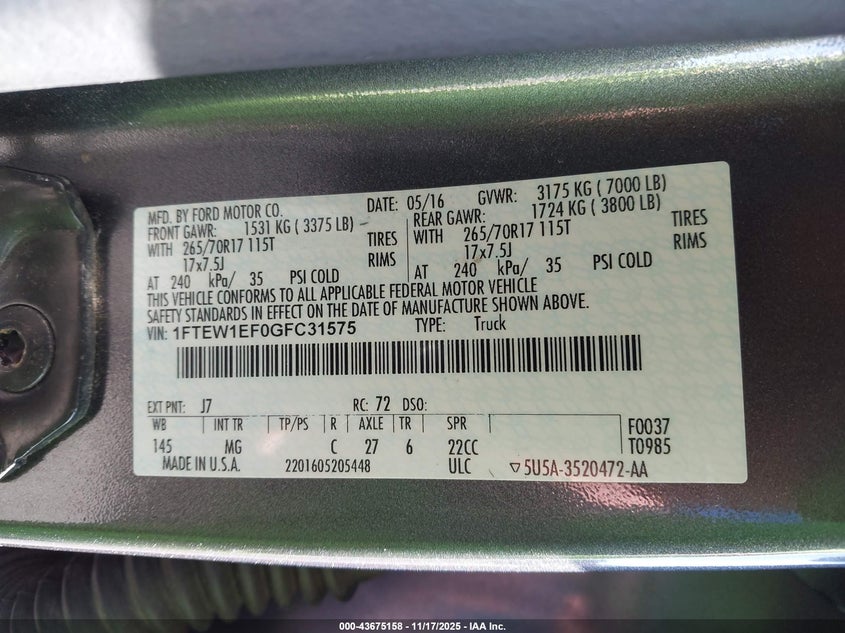 MFD. BY FORD MOTOR CO. DATE: 05/16 GVWR: 3175 KG ( 7000 LB)
FRONT GAWR: 1531 KG ( 3375 LB) REAR GAWR: 1724 KG ( 3800 LB)
WITH 265/70R17 115T TIRES WITH 265/70R17 115T TIRES
17x7.5J RIMS 17x7.5J RIMS
AT 240 kPa/ 35 PSI COLD AT 240 kPa/ 35 PSI COLD
THIS VEHICLE CONFORMS TO ALL APPLICABLE FEDERAL MOTOR VEHICLE
SAFETY STANDARDS IN EFFECT ON THE DATE OF MANUFACTURE SHOWN ABOVE.
VIN: 1FTEW1EF0GFC31575 TYPE: Truck
EXT PNT: J7 RC: 72 DSO:
WB INT TR TP/PS R AXLE TR SPR F0037
145 MG C 27 6 22CC T0985
MADE IN U.S.A. 2201605205448 ULC ▽5U5A-3520472-AA
000-43675158 - 11/17/2025 - IAA Inc.